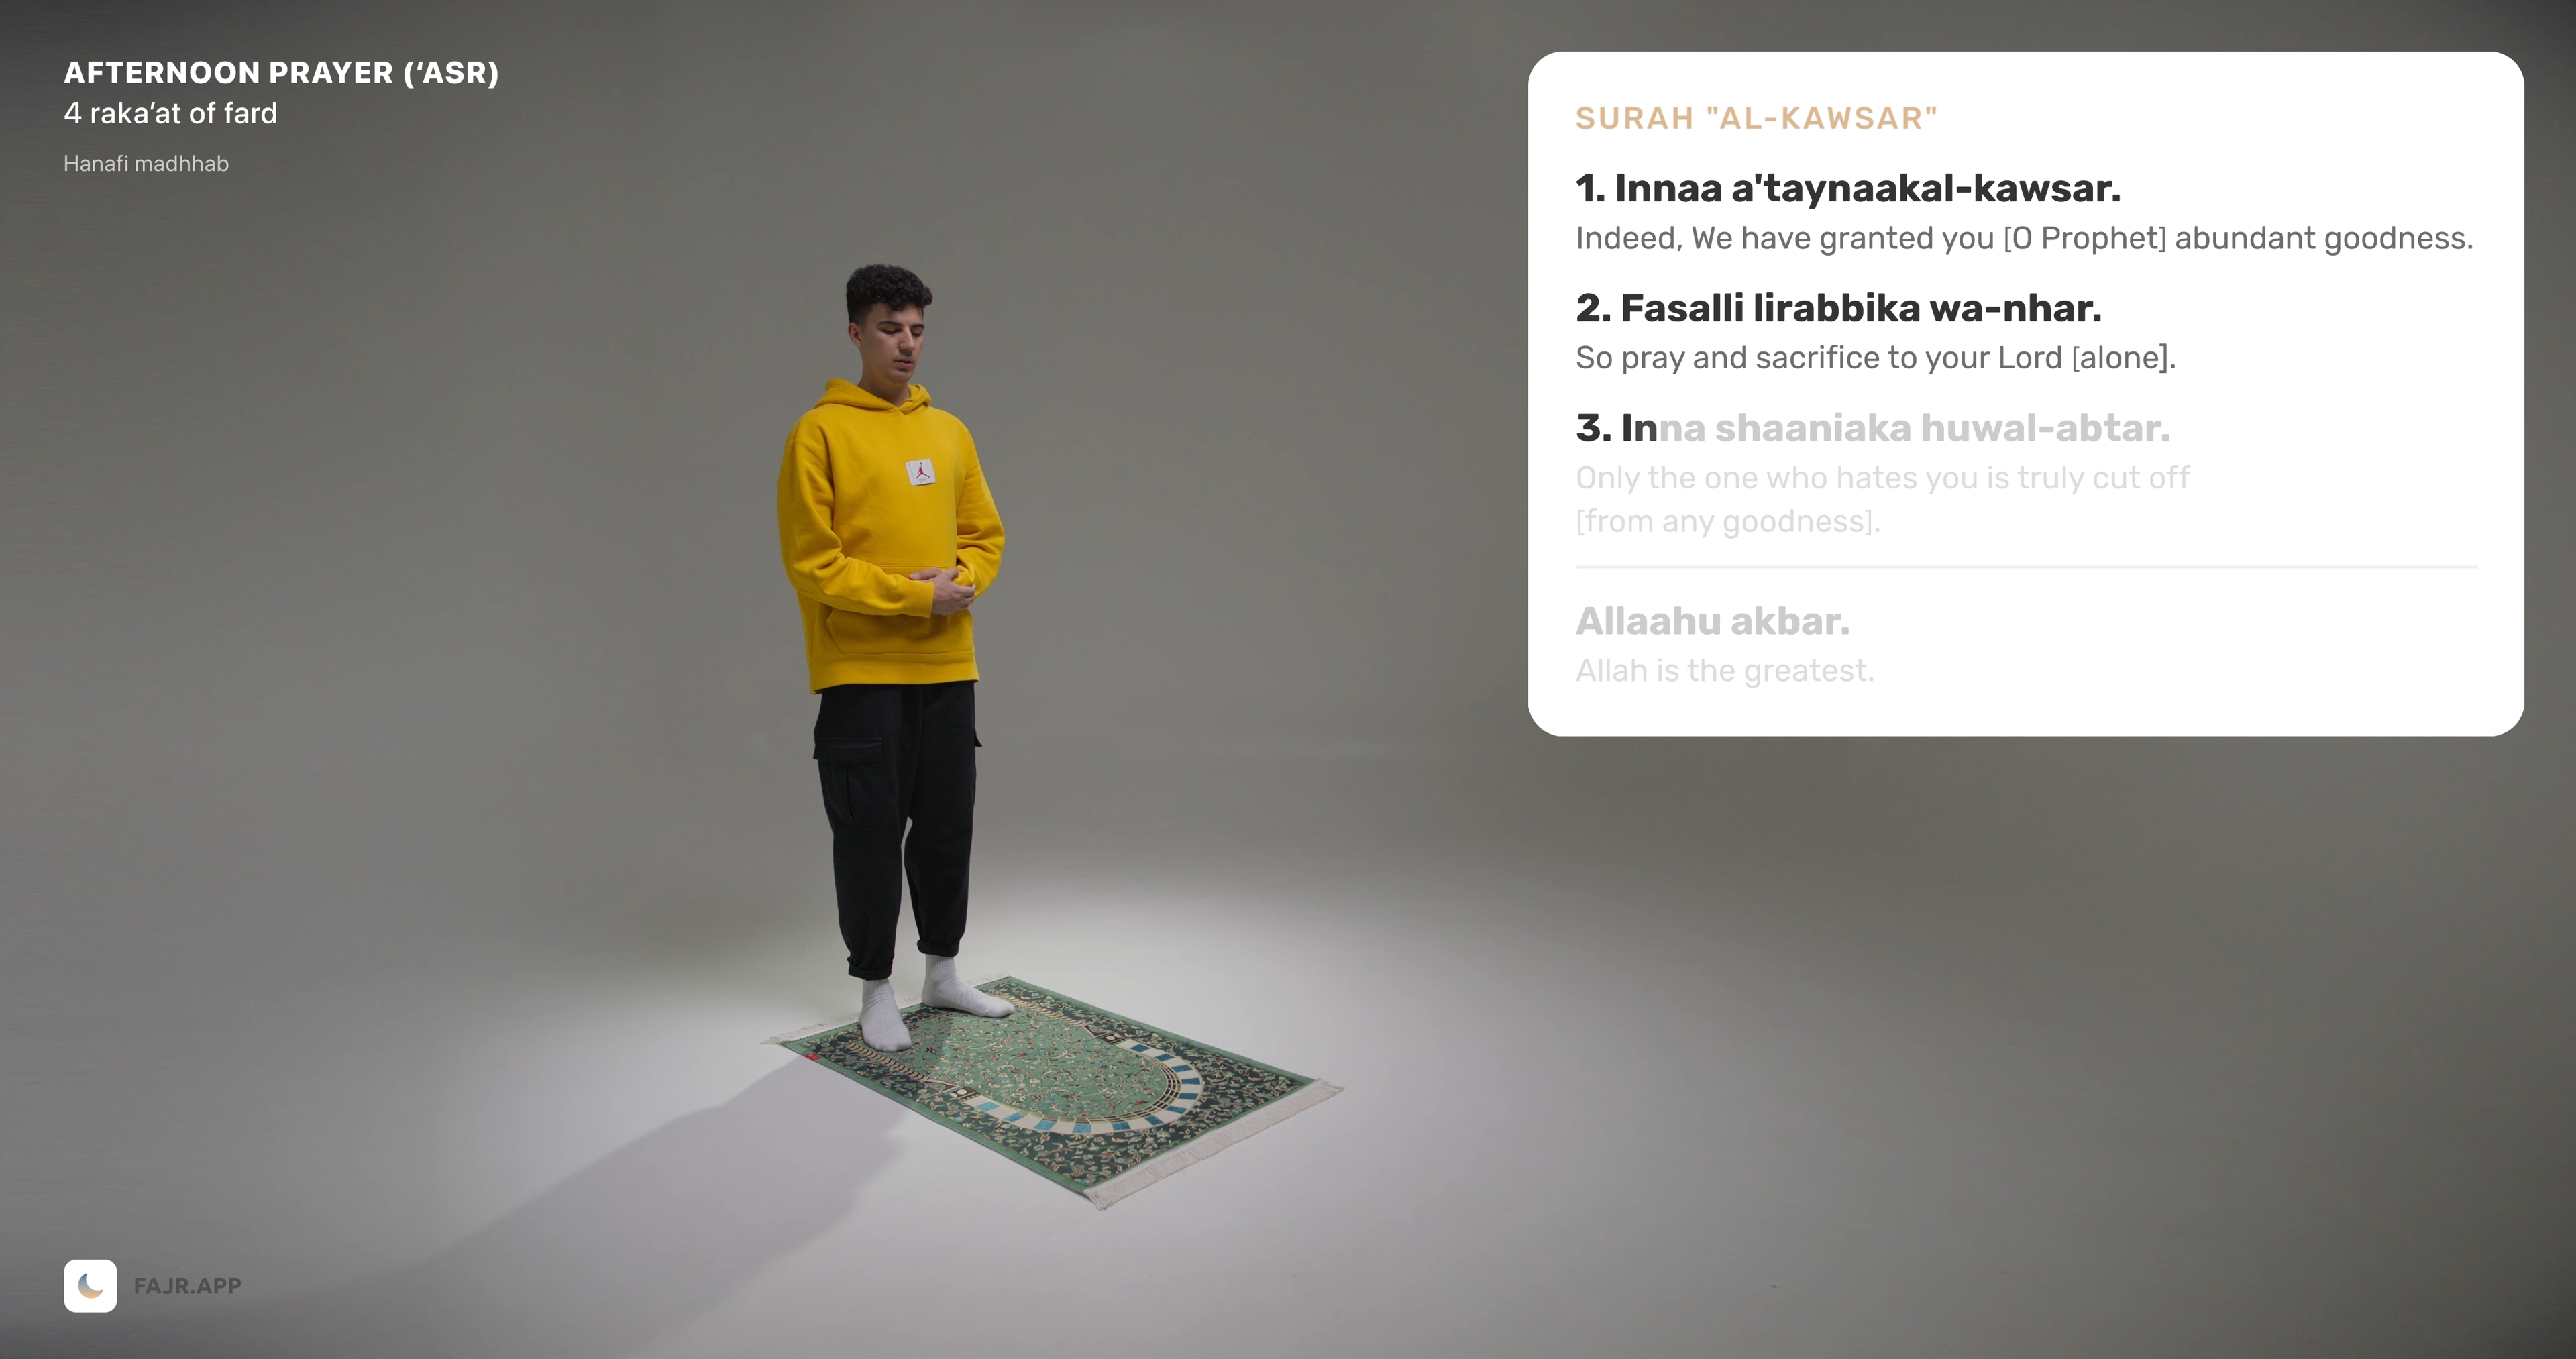 AFTERNOON PRAYER (‘ASR)
4 raka’at of fard
Hanafi madhhab
SURAH "AL-KAWSAR"
1. Innaa a'taynaakal-kawsar.
Indeed, We have granted you [O Prophet] abundant goodness.
2. Fasalli lirabbika wa-nhar.
So pray and sacrifice to your Lord [alone].
3. Inna shaaniaka huwal-abtar.
Only the one who hates you is truly cut off
[from any goodness].
Allaahu akbar.
Allah is the greatest.
FAJR.APP